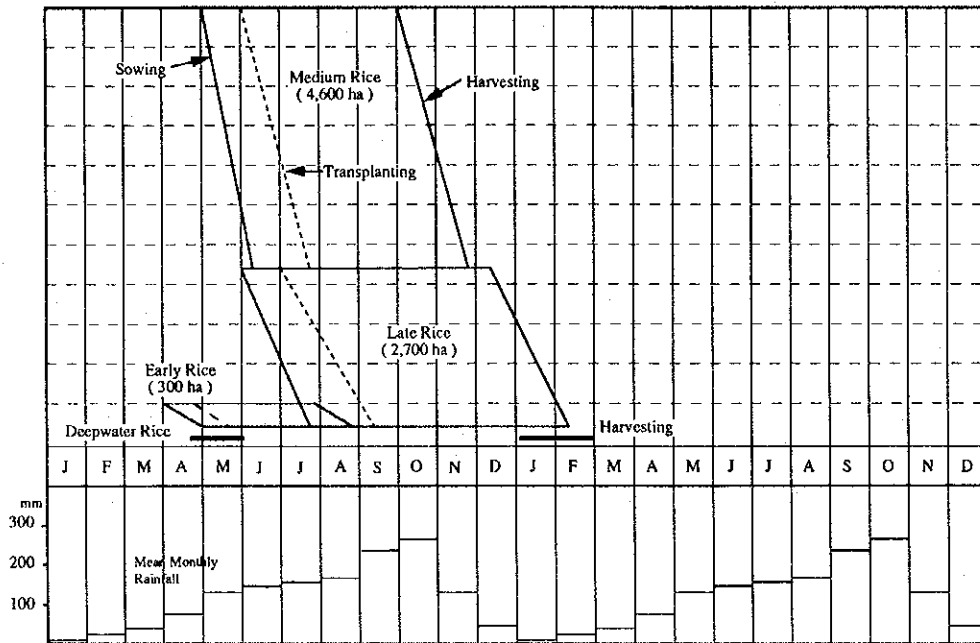 Sowing
Medium Rice
( 4,600 ha )
Harvesting
Transplanting
Late Rice
( 2,700 ha )
Early Rice
( 300 ha )
Deepwater Rice
Harvesting
J F M A M J J A S O N D J F M A M J J A S O N D
mm
300
200
100
Mean Monthly
Rainfall